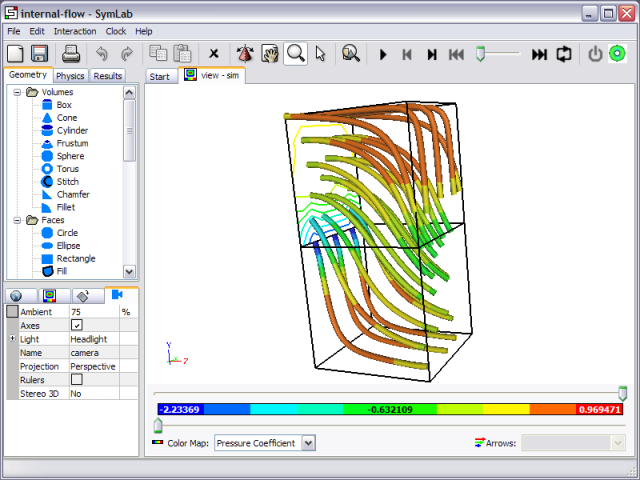 internal-flow - SymLab
File Edit Interaction Clock Help
Geometry Physics Results
Start view - sim
Volumes
Box
Cone
Cylinder
Frustum
Sphere
Torus
Stitch
Chamfer
Fillet
Faces
Circle
Ellipse
Rectangle
Fill
Ambient 75 %
Axes
Light Headlight
Name camera
Projection Perspective
Rulers
Stereo 3D No
Y
Z
-2.23369 -0.632109 0.969471
Color Map: Pressure Coefficient Arrows: